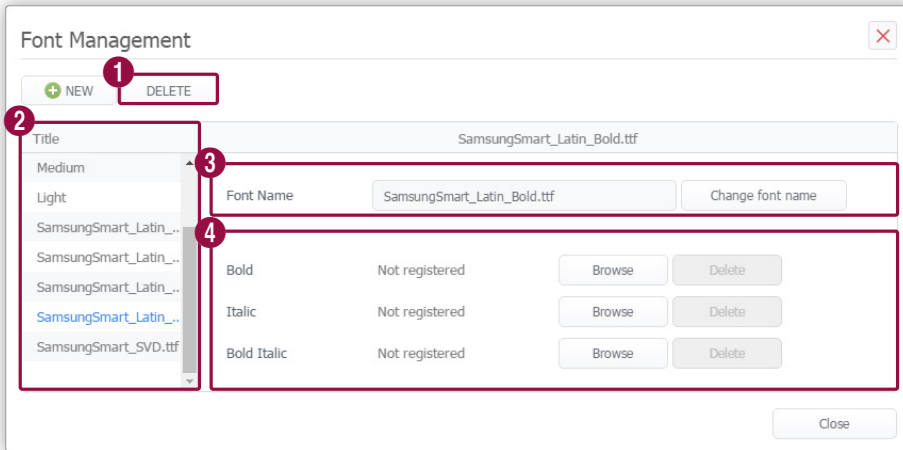 Font Management
1
NEW DELETE
2
Title SamsungSmart_Latin_Bold.ttf
3
Medium
Light
Font Name SamsungSmart_Latin_Bold.ttf Change font name
SamsungSmart_Latin_..
4
SamsungSmart_Latin_..
SamsungSmart_Latin_..
SamsungSmart_Latin_..
SamsungSmart_SVD.ttf
Bold Not registered Browse Delete
Italic Not registered Browse Delete
Bold Italic Not registered Browse Delete
Close